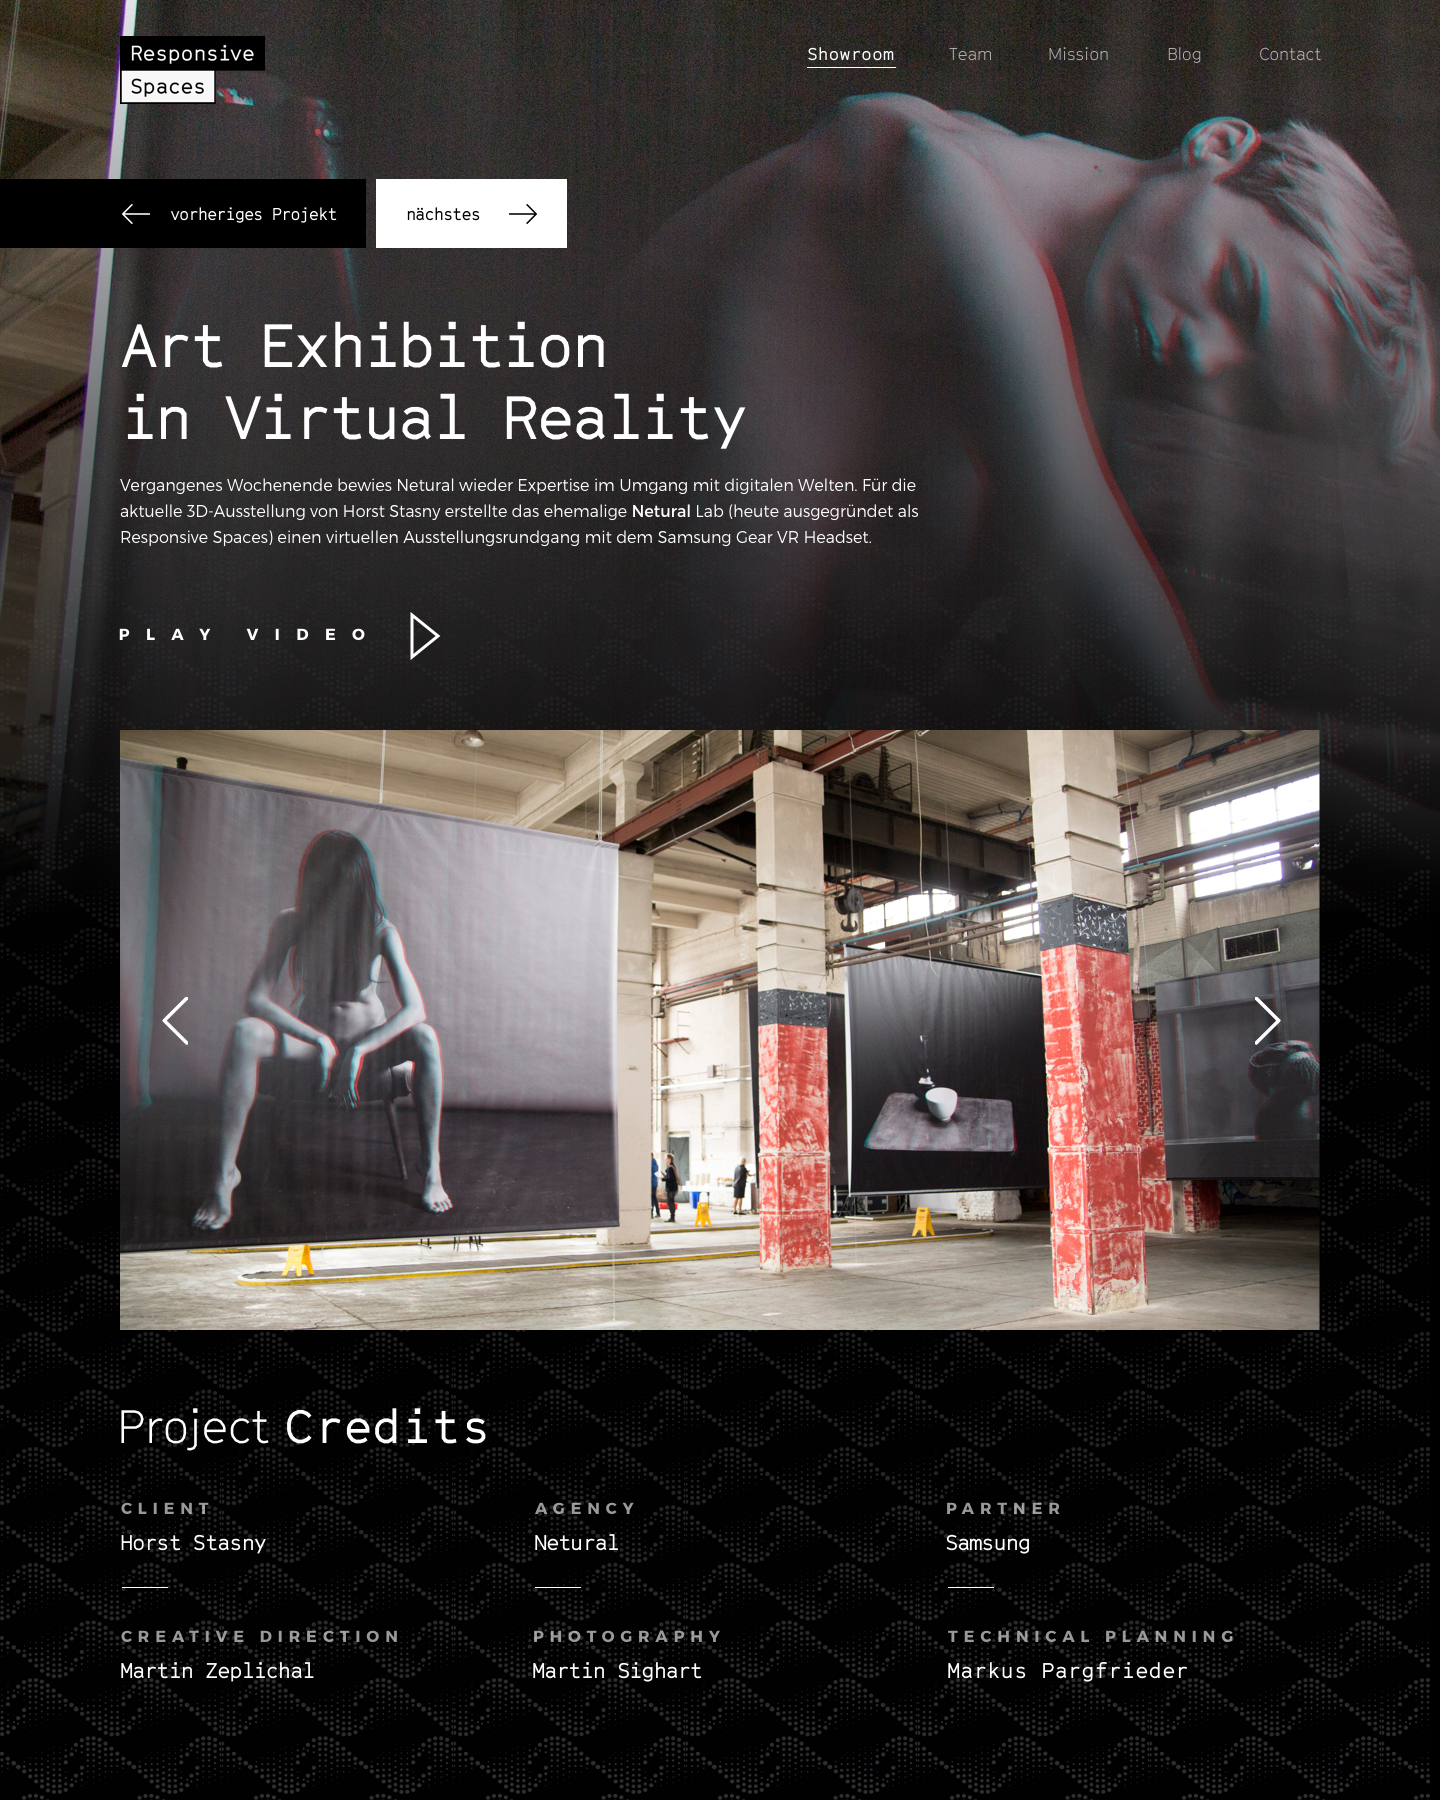 Responsive
Spaces
Showroom
Team
Mission
Blog
Contact
vorheriges Projekt
nächstes
Art Exhibition
in Virtual Reality
Vergangenes Wochenende bewies Netural wieder Expertise im Umgang mit digitalen Welten. Für die
aktuelle 3D-Ausstellung von Horst Stasny erstellte das ehemalige Netural Lab (heute ausgegründet als
Responsive Spaces) einen virtuellen Ausstellungsrundgang mit dem Samsung Gear VR Headset.
PLAY VIDEO
Project Credits
CLIENT
Horst Stasny
AGENCY
Netural
PARTNER
Samsung
CREATIVE DIRECTION
Martin Zeplichal
PHOTOGRAPHY
Martin Sighart
TECHNICAL PLANNING
Markus Pargfrieder